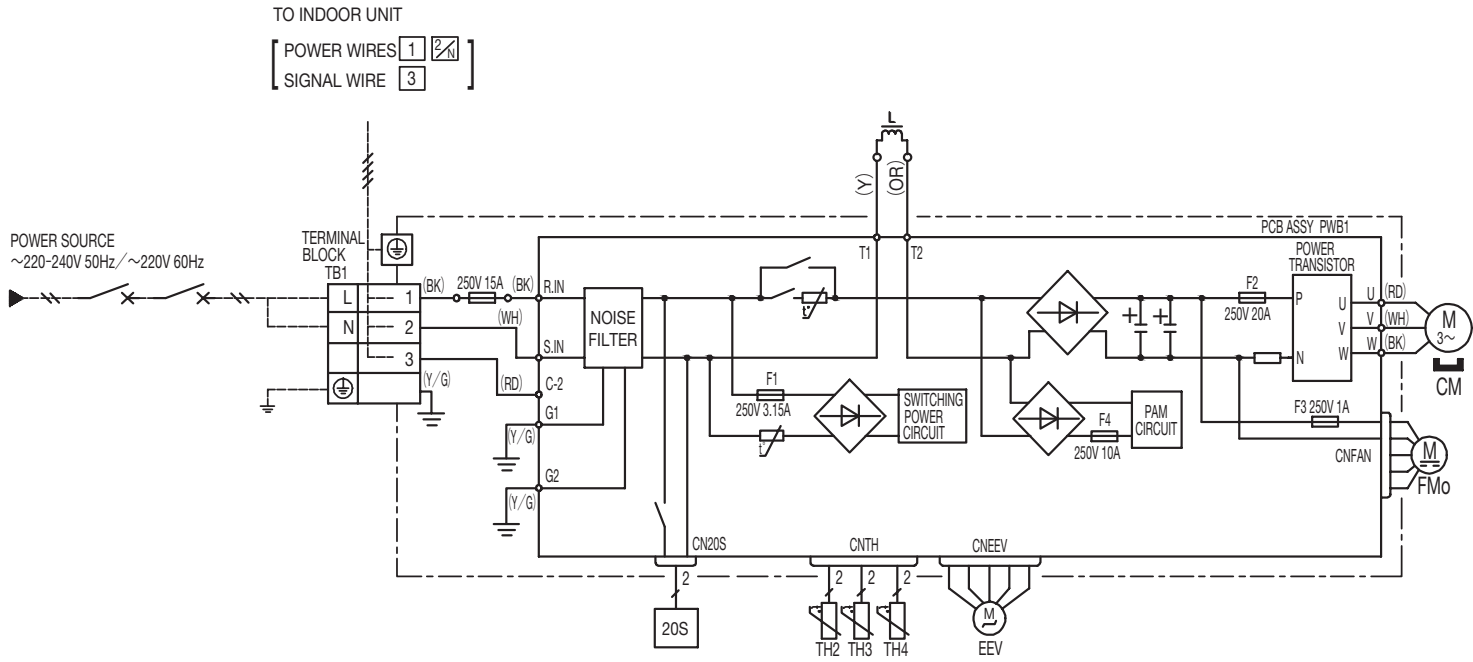 TO INDOOR UNIT
POWER WIRES 1 2/N
SIGNAL WIRE 3
POWER SOURCE
~220-240V 50Hz/~220V 60Hz
TERMINAL
BLOCK
TB1
L 1
N 2
3
(BK)
250V 15A
(BK)
(WH)
(RD)
(Y/G)
R.IN
S.IN
C-2
G1
(Y/G)
G2
(Y/G)
NOISE
FILTER
L
(Y)
(OR)
T1
T2
PCB ASSY PWB1
t°
F1
250V 3.15A
t°
SWITCHING
POWER
CIRCUIT
+
+
F4
250V 10A
PAM
CIRCUIT
F2
250V 20A
POWER
TRANSISTOR
P
N
U
V
W
U (RD)
V (WH)
W (BK)
M
3~
CM
F3 250V 1A
CNFAN
M
FMo
CN20S
2
20S
CNTH
2
2
2
t°
t°
t°
TH2
TH3
TH4
CNEEV
M
~
EEV